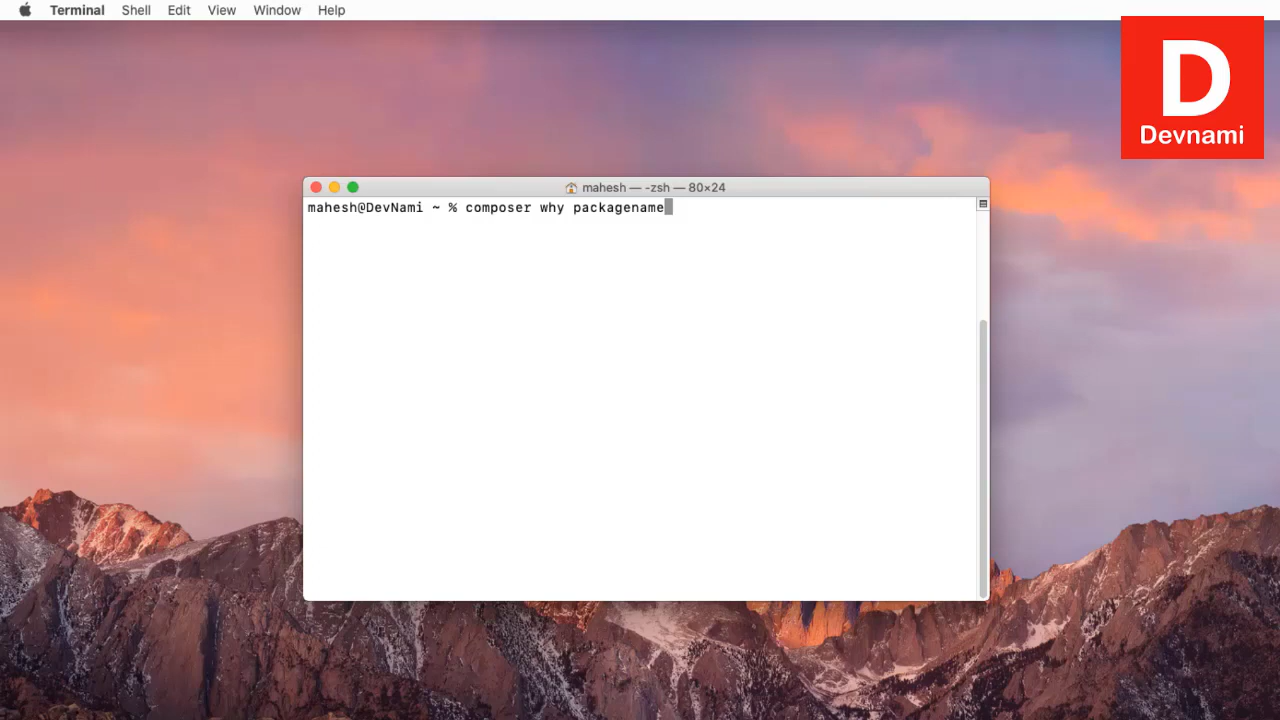 Terminal Shell Edit View Window Help
D
Devnami
mahesh — -zsh — 80×24
mahesh@DevNami ~ % composer why packagename